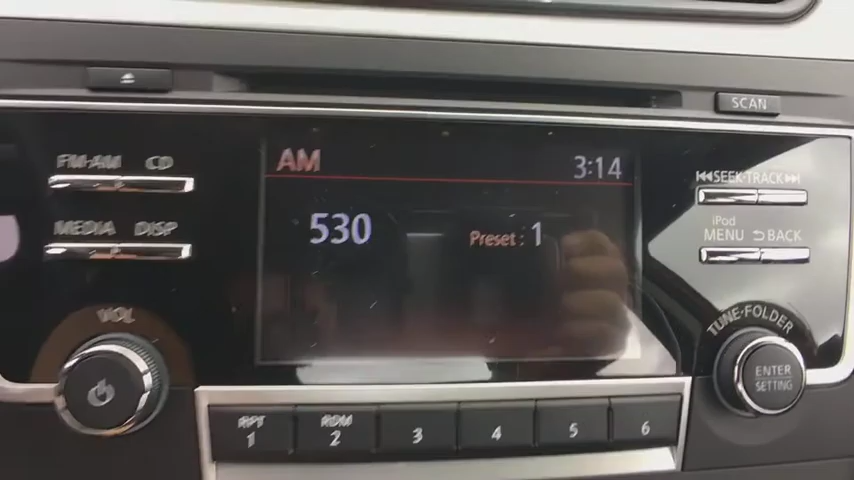 SCAN
FM·AM CD
AM 3:14
SEEK·TRACK
MEDIA DISP
530 Preset : 1
iPod
MENU BACK
VOL
TUNE·FOLDER
ENTER
SETTING
RPT RDM
1 2 3 4 5 6